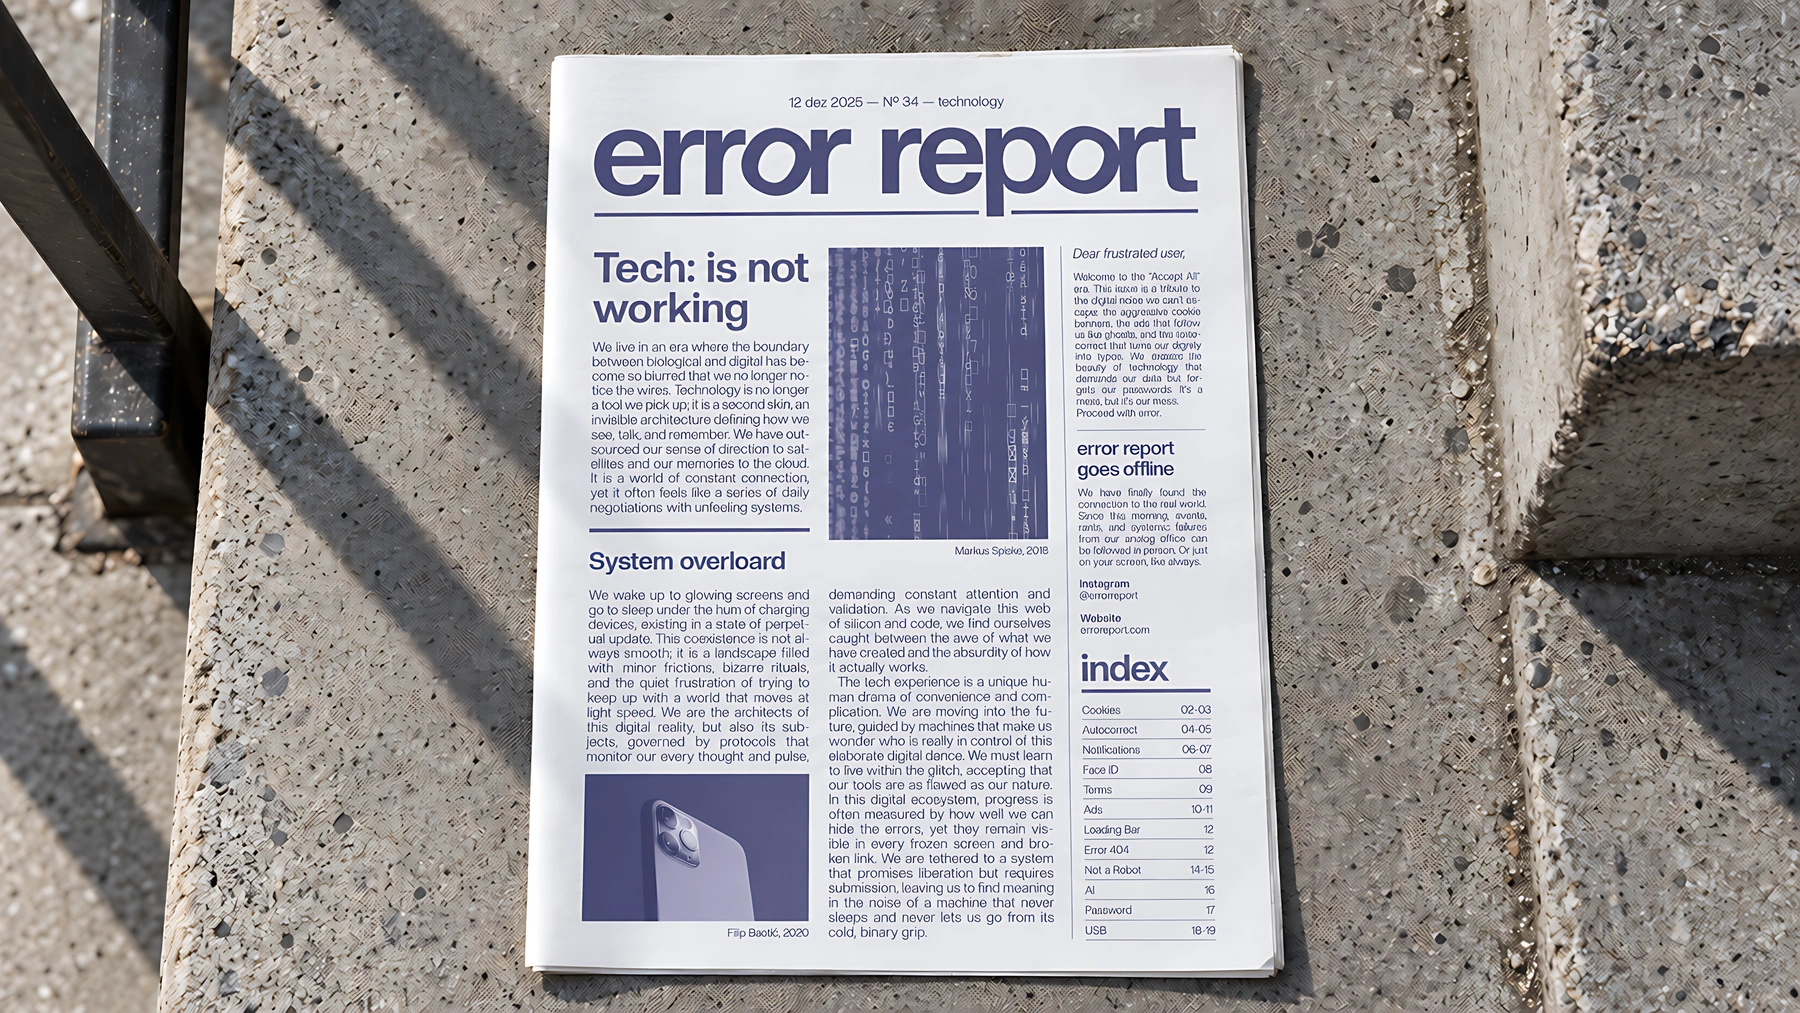 12 dez 2025 — Nº 34 — technology
error report
Tech: is not
working
We live in an era where the boundary
between biological and digital has be-
come so blurred that we no longer no-
tice the wires. Technology is no longer
a tool we pick up; it is a second skin, an
invisible architecture defining how we
see, talk, and remember. We have out-
sourced our sense of direction to sat-
ellites and our memories to the cloud.
It is a world of constant connection,
yet it often feels like a series of daily
negotiations with unfeeling systems.
Markus Spiske, 2018
System overloard
We wake up to glowing screens and
go to sleep under the hum of charging
devices, existing in a state of perpet-
ual update. This coexistence is not al-
ways smooth; it is a landscape filled
with minor frictions, bizarre rituals,
and the quiet frustration of trying to
keep up with a world that moves at
light speed. We are the architects of
this digital reality, but also its sub-
jects, governed by protocols that
monitor our every thought and pulse,
Filip Baotić, 2020
demanding constant attention and
validation. As we navigate this web
of silicon and code, we find ourselves
caught between the awe of what we
have created and the absurdity of how
it actually works.
The tech experience is a unique hu-
man drama of convenience and com-
plication. We are moving into the fu-
ture, guided by machines that make us
wonder who is really in control of this
elaborate digital dance. We must learn
to live within the glitch, accepting that
our tools are as flawed as our nature.
In this digital ecosystem, progress is
often measured by how well we can
hide the errors, yet they remain vis-
ible in every frozen screen and bro-
ken link. We are tethered to a system
that promises liberation but requires
submission, leaving us to find meaning
in the noise of a machine that never
sleeps and never lets us go from its
cold, binary grip.
Dear frustrated user,
Welcome to the "Accept All"
era. This issue is a tribute to
the digital noise we can't es-
cape: the aggressive cookie
banners, the ads that follow
us like ghosts, and the auto-
correct that turns our dignity
into typos. We the
beauty of technology that
demands our data but for-
gets our passwords. It's a
mess, but it's our mess.
Proceed with error.
error report
goes offline
We have finally found the
connection to the real world.
Since this morning, events,
rants, and systems failures
from our analog office can
be followed in person. Or just
on your screen, like always.
Instagram
@errorreport
Website
errorreport.com
index
Cookies 02-03
Autocorrect 04-05
Notifications 06-07
Face ID 08
Terms 09
Ads 10-11
Loading Bar 12
Error 404 12
Not a Robot 14-15
AI 16
Password 17
USB 18-19